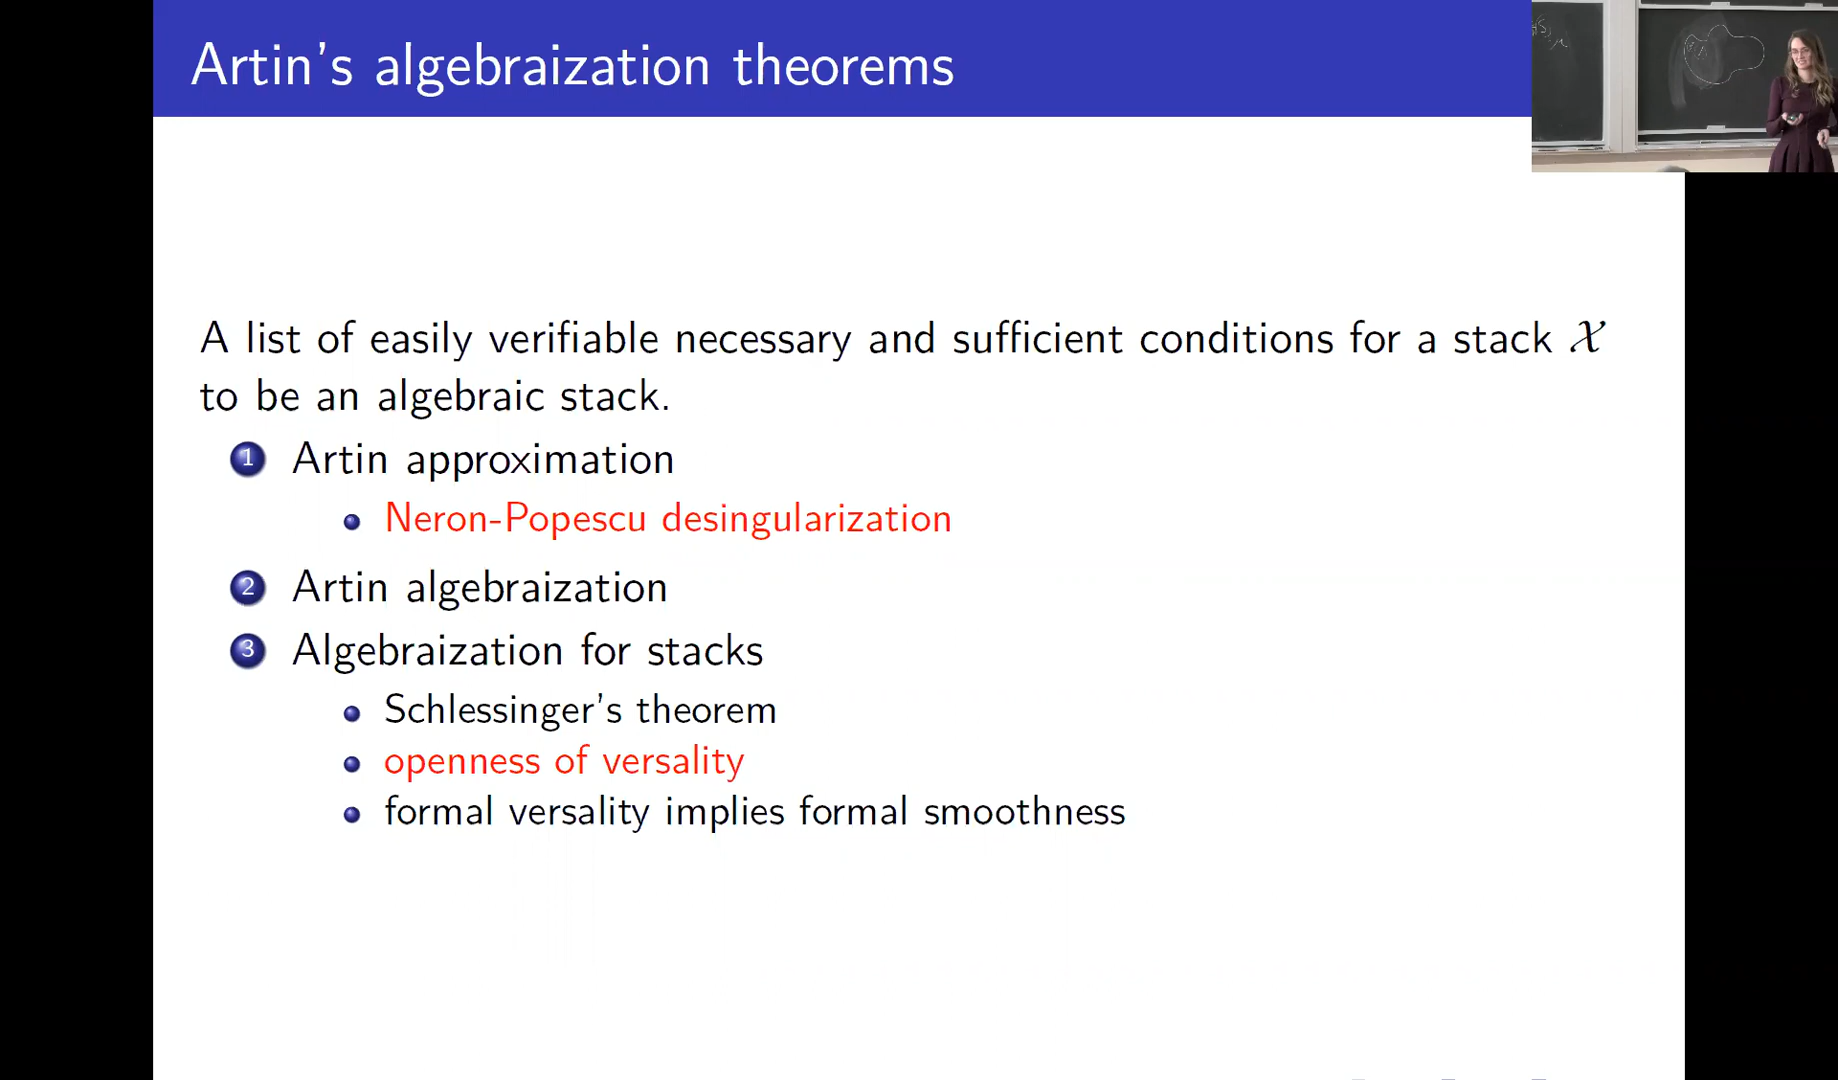 Artin's algebraization theorems
A list of easily verifiable necessary and sufficient conditions for a stack 𝒳
to be an algebraic stack.
1 Artin approximation
Neron-Popescu desingularization
2 Artin algebraization
3 Algebraization for stacks
Schlessinger's theorem
openness of versality
formal versality implies formal smoothness